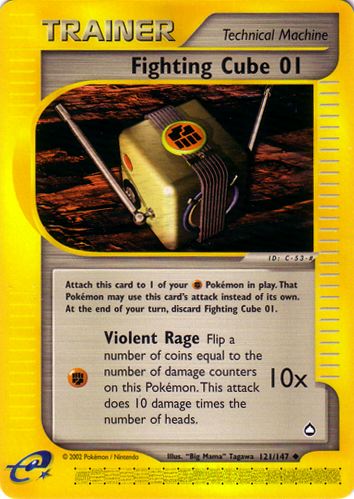 TRAINER
Technical Machine
Fighting Cube 01
ID: C-53-#
Attach this card to 1 of your Pokémon in play. That
Pokémon may use this card's attack instead of its own.
At the end of your turn, discard Fighting Cube 01.
Violent Rage Flip a
number of coins equal to the
number of damage counters
on this Pokémon. This attack
does 10 damage times the
number of heads.
10x
Illus. "Big Mama" Tagawa 121/147
© 2002 Pokémon / Nintendo
e